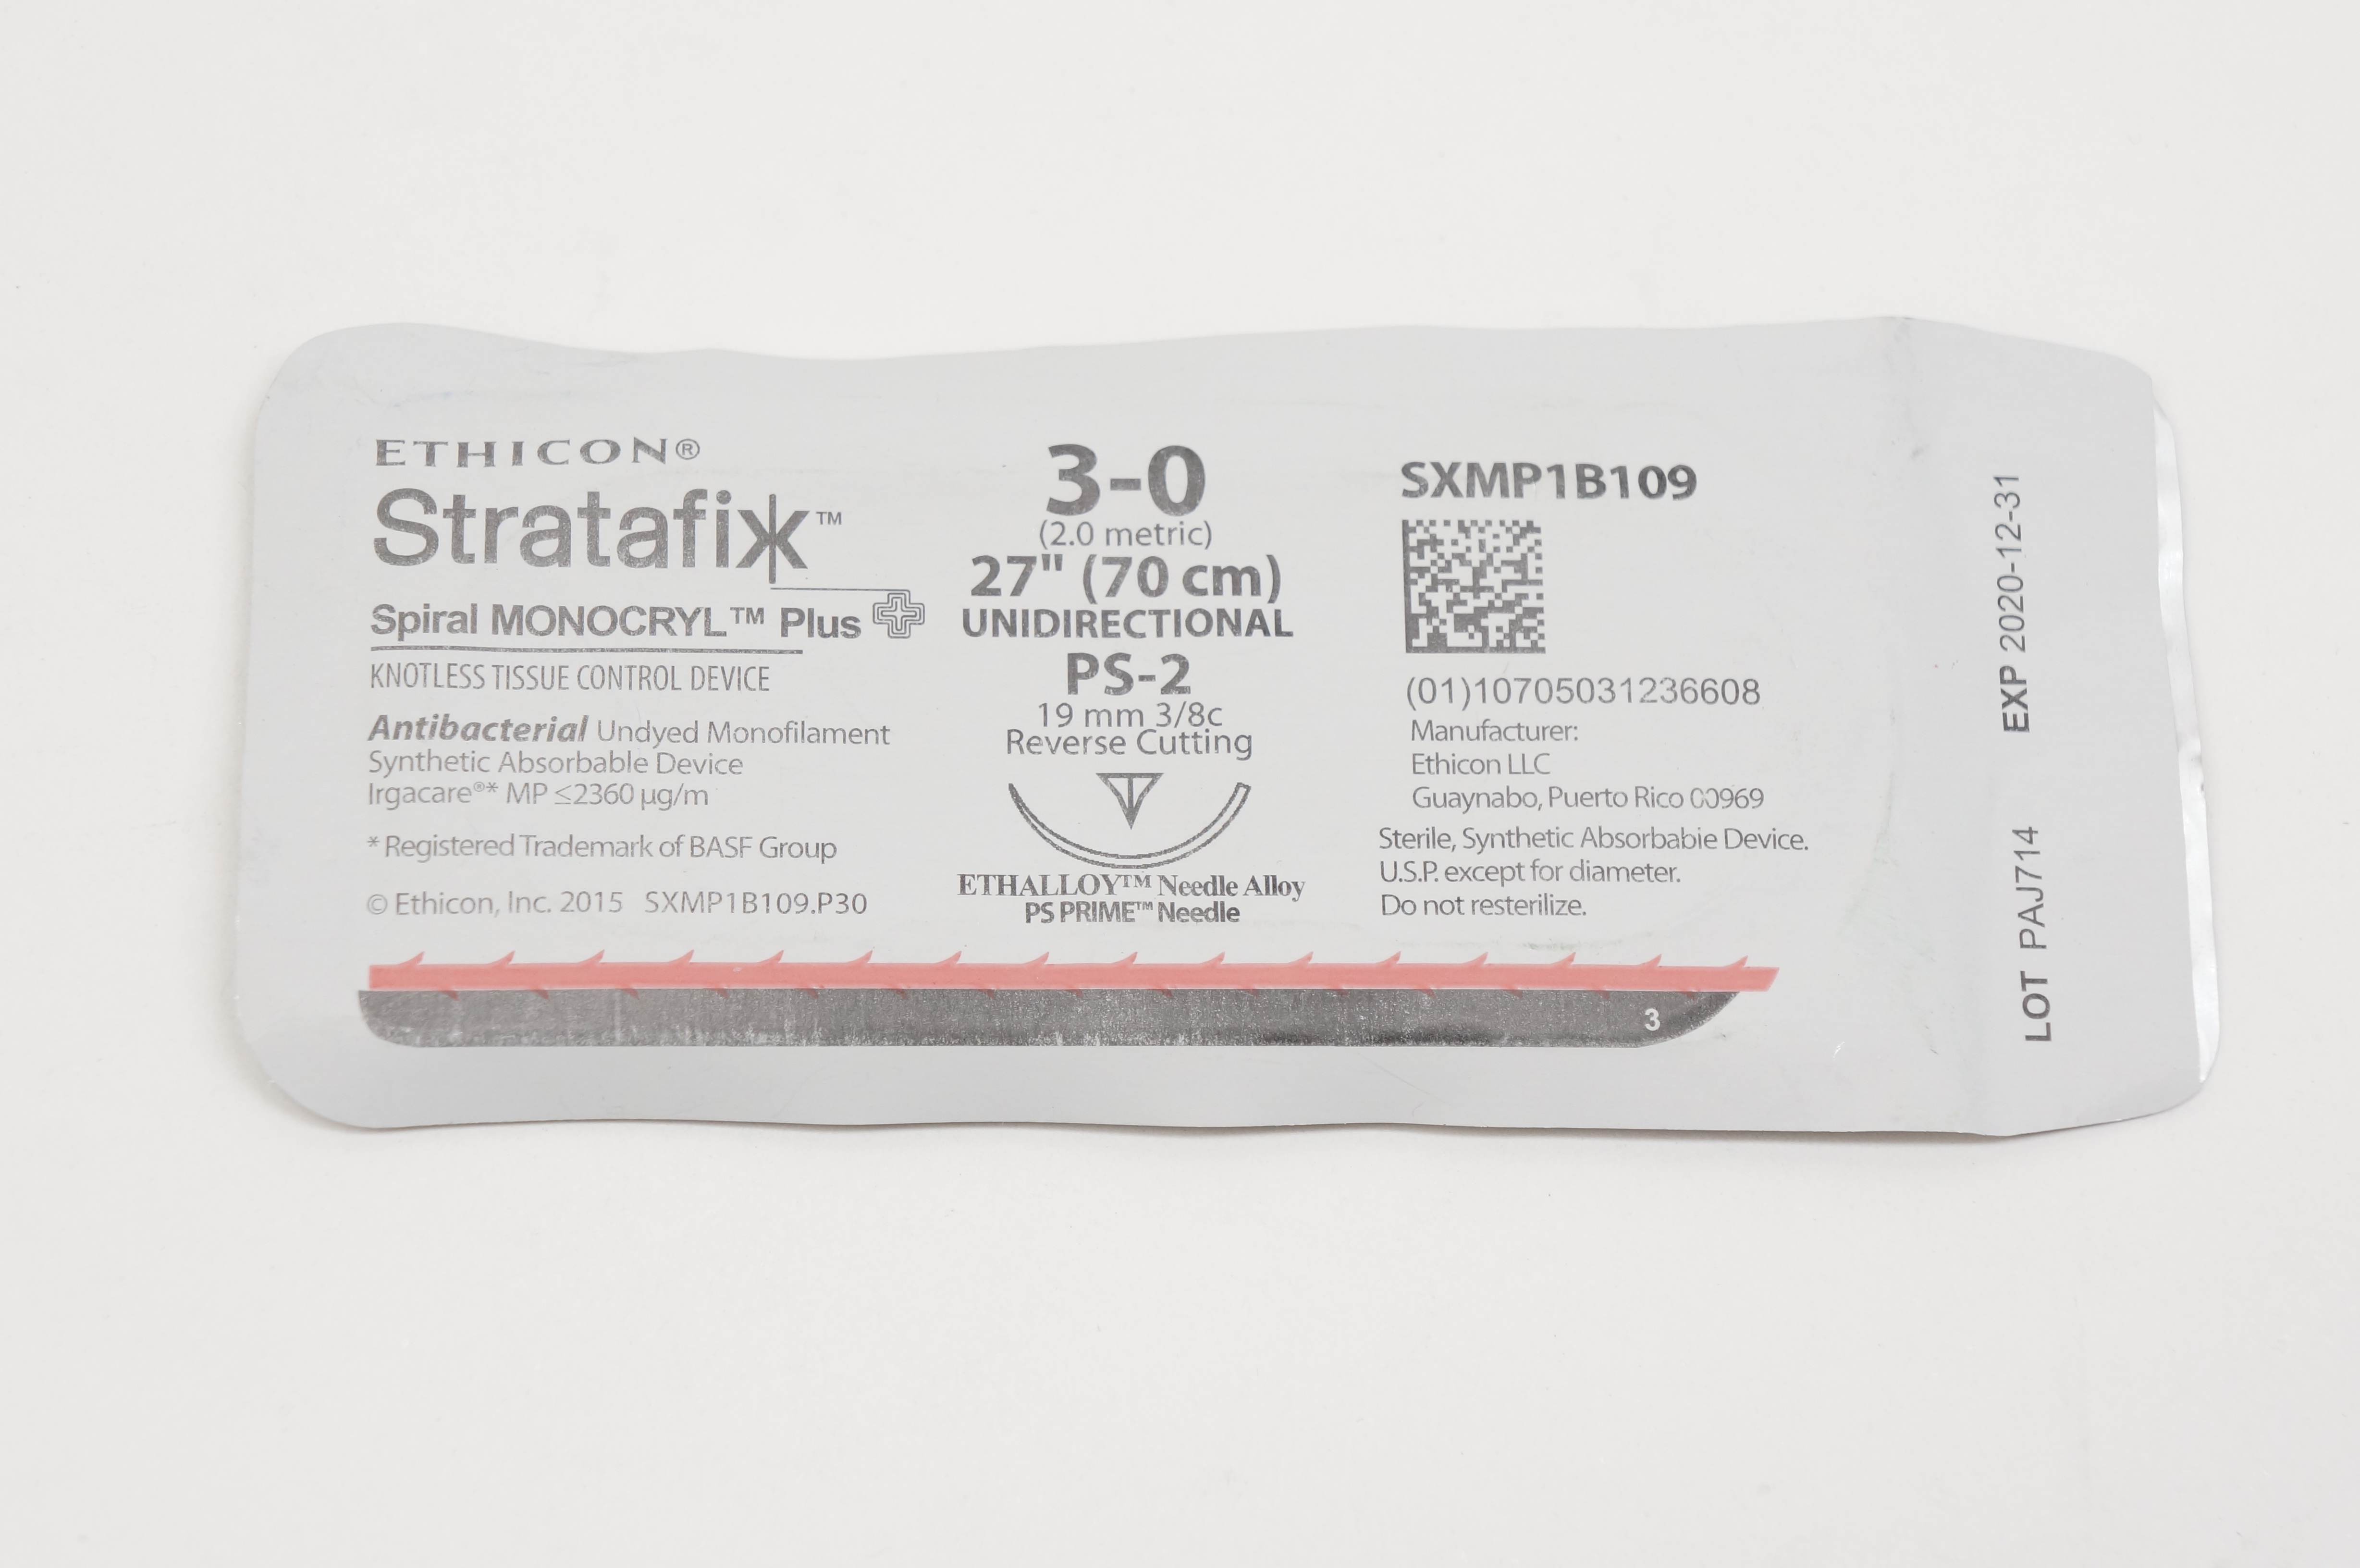 ETHICON®
Stratafix™
Spiral MONOCRYL™ Plus
KNOTLESS TISSUE CONTROL DEVICE
Antibacterial Undyed Monofilament
Synthetic Absorbable Device
Irgacare®* MP ≤2360 µg/m
* Registered Trademark of BASF Group
© Ethicon, Inc. 2015 SXMP1B109.P30
3-0
(2.0 metric)
27" (70 cm)
UNIDIRECTIONAL
PS-2
19 mm 3/8c
Reverse Cutting
ETHALLOY™ Needle Alloy
PS PRIME™ Needle
SXMP1B109
(01)10705031236608
Manufacturer:
Ethicon LLC
Guaynabo, Puerto Rico 00969
Sterile, Synthetic Absorbable Device.
U.S.P. except for diameter.
Do not resterilize.
3
LOT PAJ714 EXP 2020-12-31